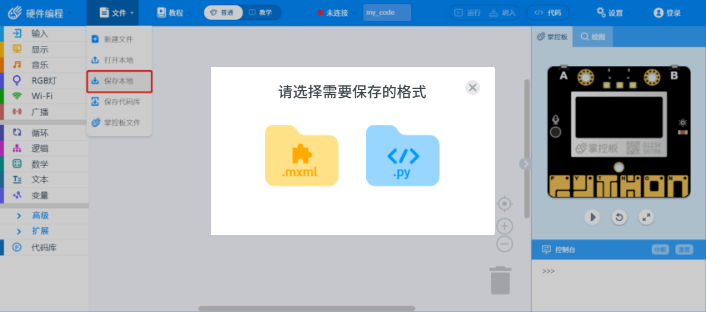 硬件编程
文件
教程
普通
教学
未连接
my_code
运行
刷入
代码
设置
登录
输入
显示
音乐
RGB灯
Wi-Fi
广播
循环
逻辑
数学
文本
变量
高级
扩展
代码库
新建文件
打开本地
保存本地
保存代码库
掌控板文件
请选择需要保存的格式
.mxml
.py
掌控板
绘图
A
B
掌控板
P
Y
T
H
O
N
控制台
>>>